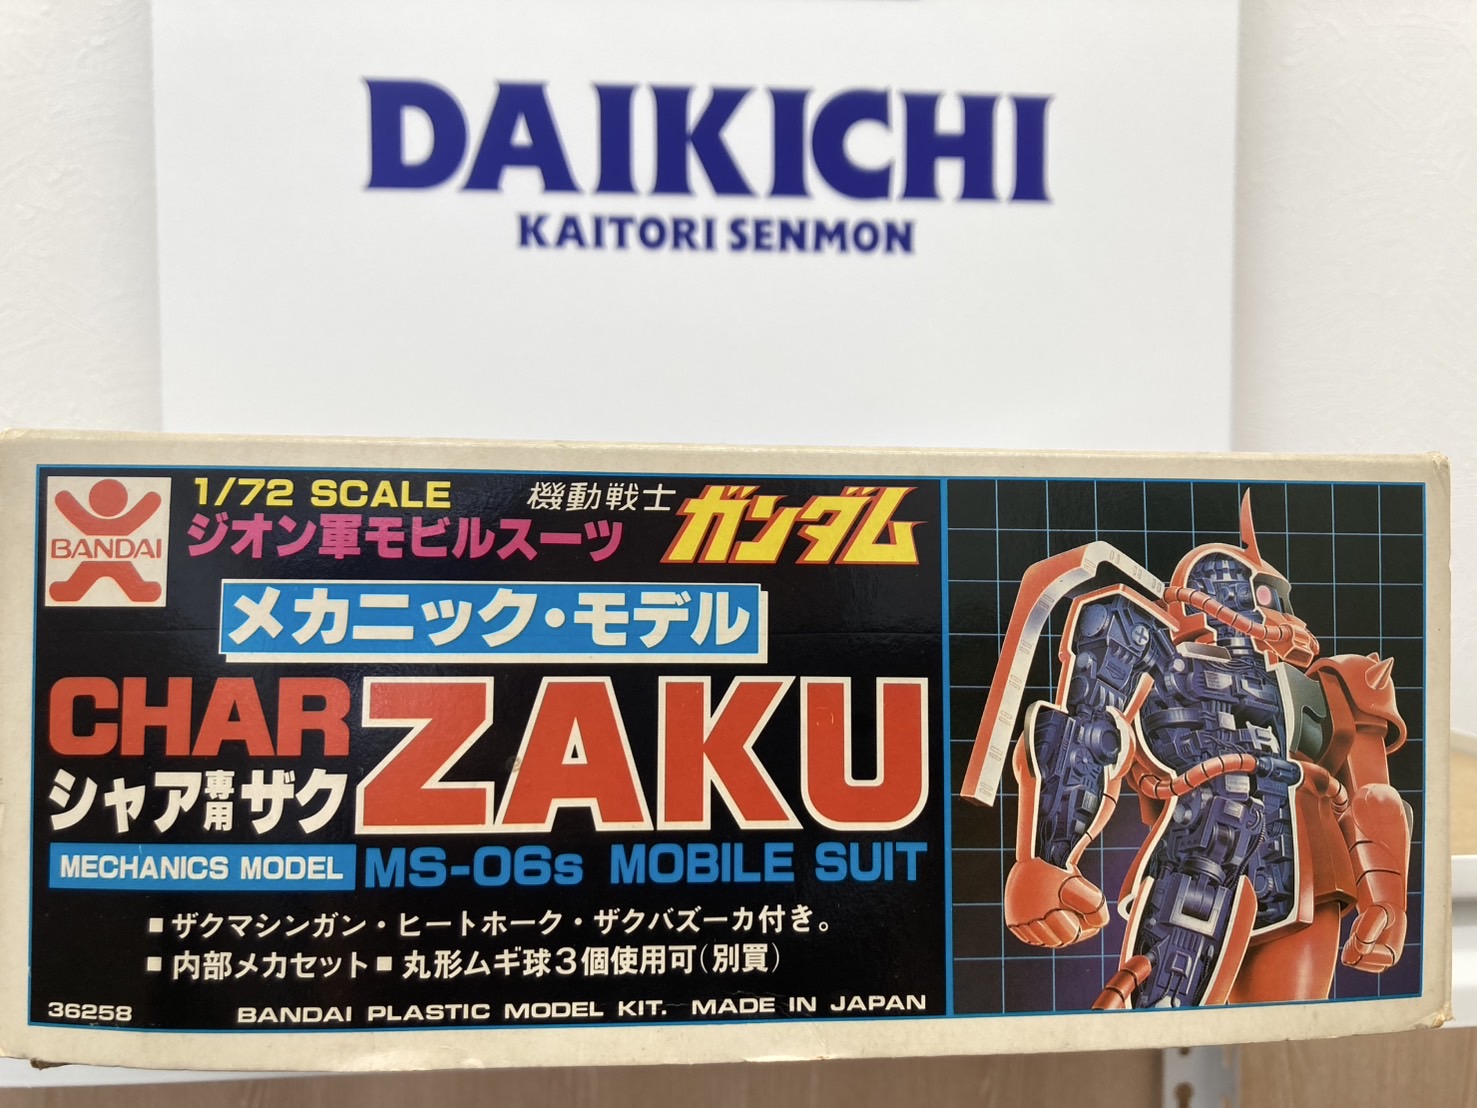 DAIKICHI
KAITORI SENMON
BANDAI
1/72 SCALE
ジオン軍モビルスーツ
機動戦士
ガンダム
メカニック・モデル
CHAR
シャア専用ザク
ZAKU
MECHANICS MODEL
MS-06s MOBILE SUIT
■ザクマシンガン・ヒートホーク・ザクバズーカ付き。
■内部メカセット■丸形ムギ球3個使用可(別買)
36258
BANDAI PLASTIC MODEL KIT. MADE IN JAPAN